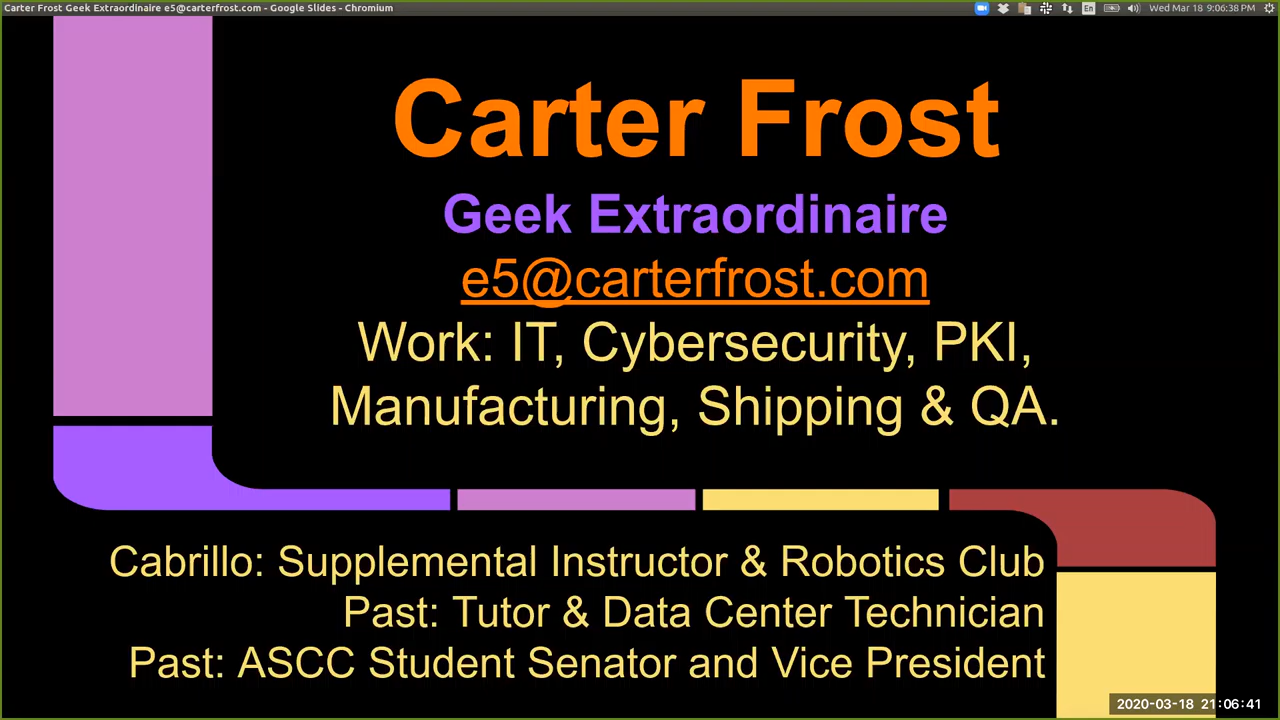 Carter Frost Geek Extraordinaire e5@carterfrost.com - Google Slides - Chromium
En
Wed Mar 18 9:06:38 PM
Carter Frost
Geek Extraordinaire
e5@carterfrost.com
Work: IT, Cybersecurity, PKI,
Manufacturing, Shipping & QA.
Cabrillo: Supplemental Instructor & Robotics Club
Past: Tutor & Data Center Technician
Past: ASCC Student Senator and Vice President
2020-03-18 21:06:41